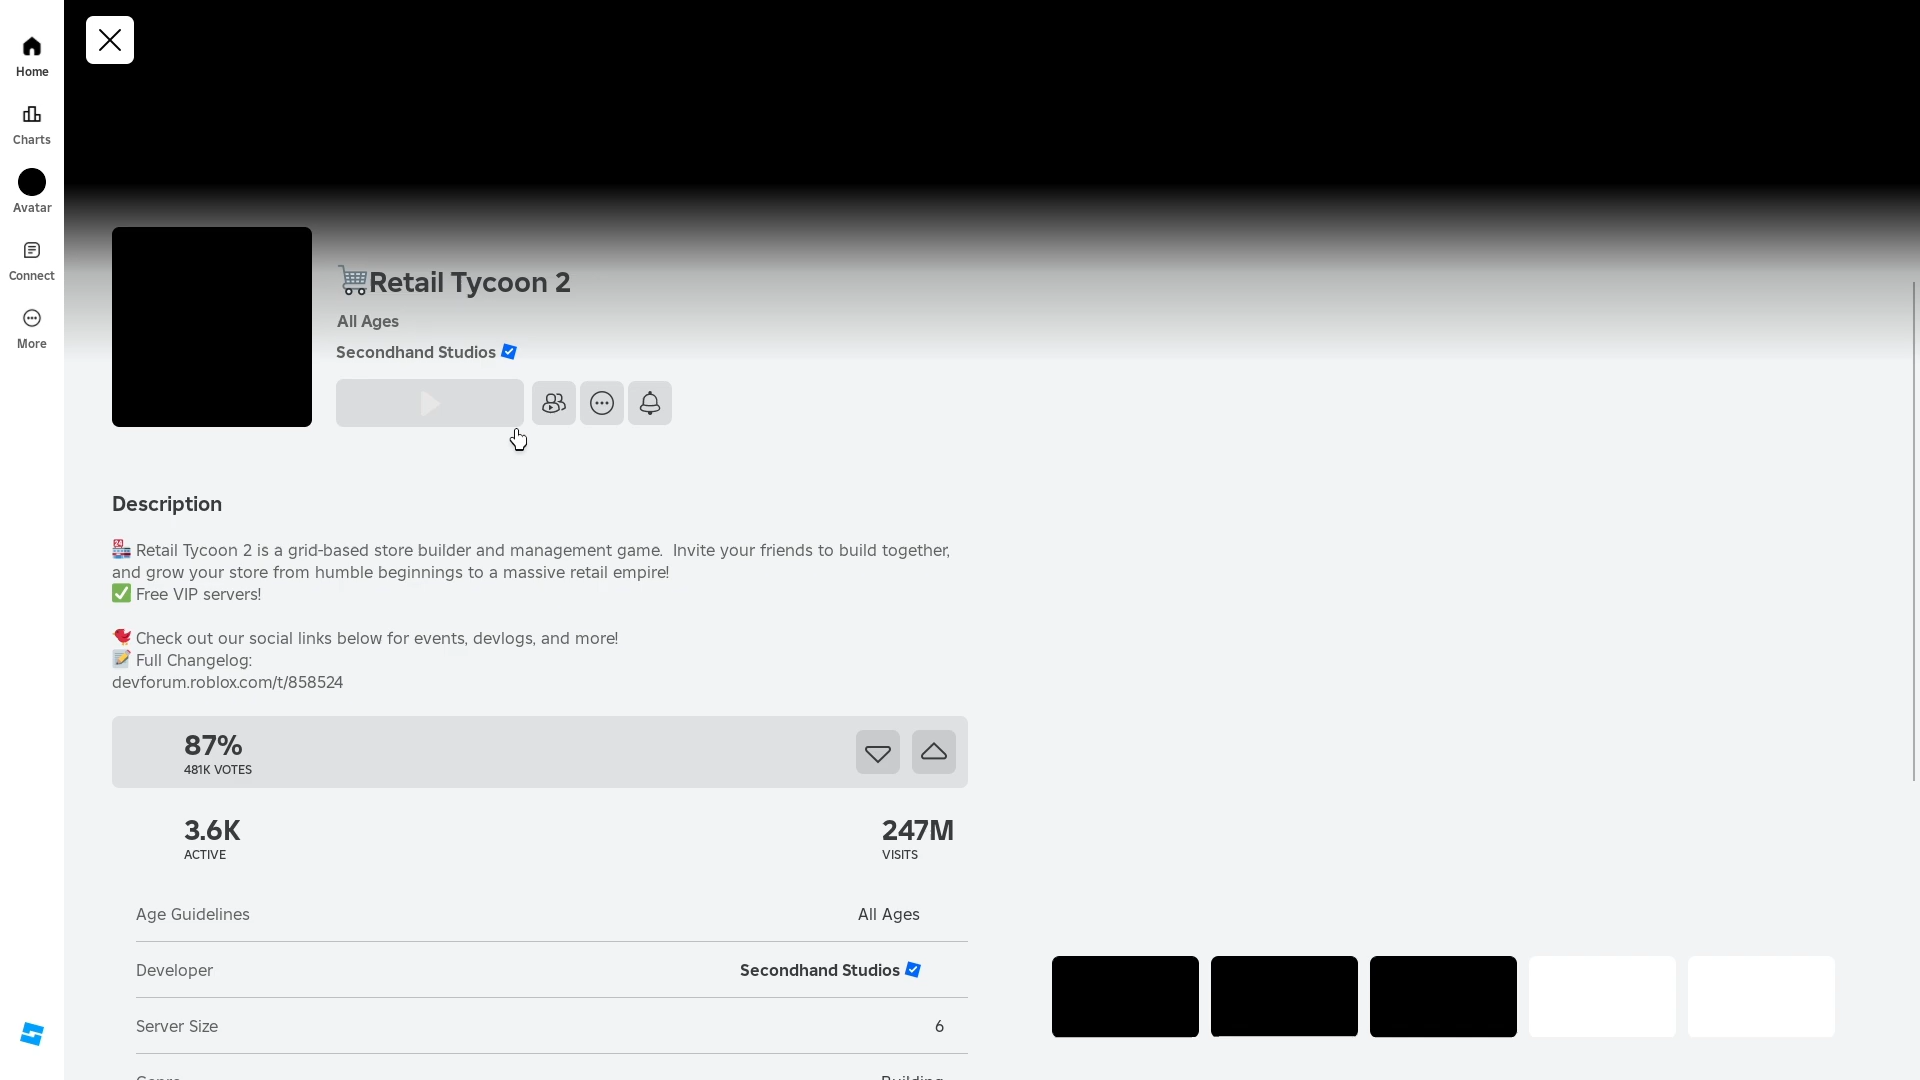 Home
Charts
Avatar
Connect
More
🛒Retail Tycoon 2
All Ages
Secondhand Studios
Description
🏪 Retail Tycoon 2 is a grid-based store builder and management game.  Invite your friends to build together,
and grow your store from humble beginnings to a massive retail empire!
✅ Free VIP servers!
🐦 Check out our social links below for events, devlogs, and more!
📝 Full Changelog:
devforum.roblox.com/t/858524
87%
481K VOTES
3.6K
ACTIVE
247M
VISITS
Age Guidelines All Ages
Developer Secondhand Studios
Server Size 6
Genre Building